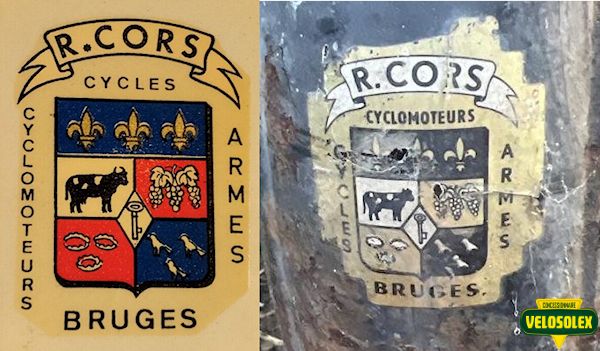 R. CORS
CYCLES
CYCLOMOTEURS
ARMES
BRUGES
R. CORS
CYCLOMOTEURS
CYCLES
ARMES
BRUGES.
CONCESSIONNAIRE
VELOSOLEX